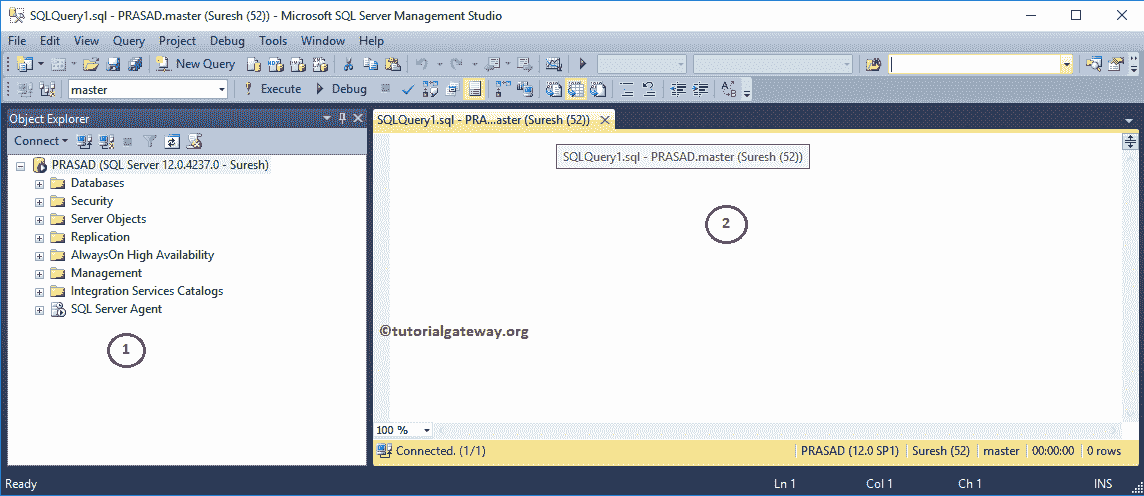 SQLQuery1.sql - PRASAD.master (Suresh (52)) - Microsoft SQL Server Management Studio
File Edit View Query Project Debug Tools Window Help
New Query
master Execute Debug
Object Explorer
Connect
PRASAD (SQL Server 12.0.4237.0 - Suresh)
Databases
Security
Server Objects
Replication
AlwaysOn High Availability
Management
Integration Services Catalogs
SQL Server Agent
1
SQLQuery1.sql - PRA...aster (Suresh (52))
SQLQuery1.sql - PRASAD.master (Suresh (52))
2
©tutorialgateway.org
100 %
Connected. (1/1) PRASAD (12.0 SP1) Suresh (52) master 00:00:00 0 rows
Ready Ln 1 Col 1 Ch 1 INS